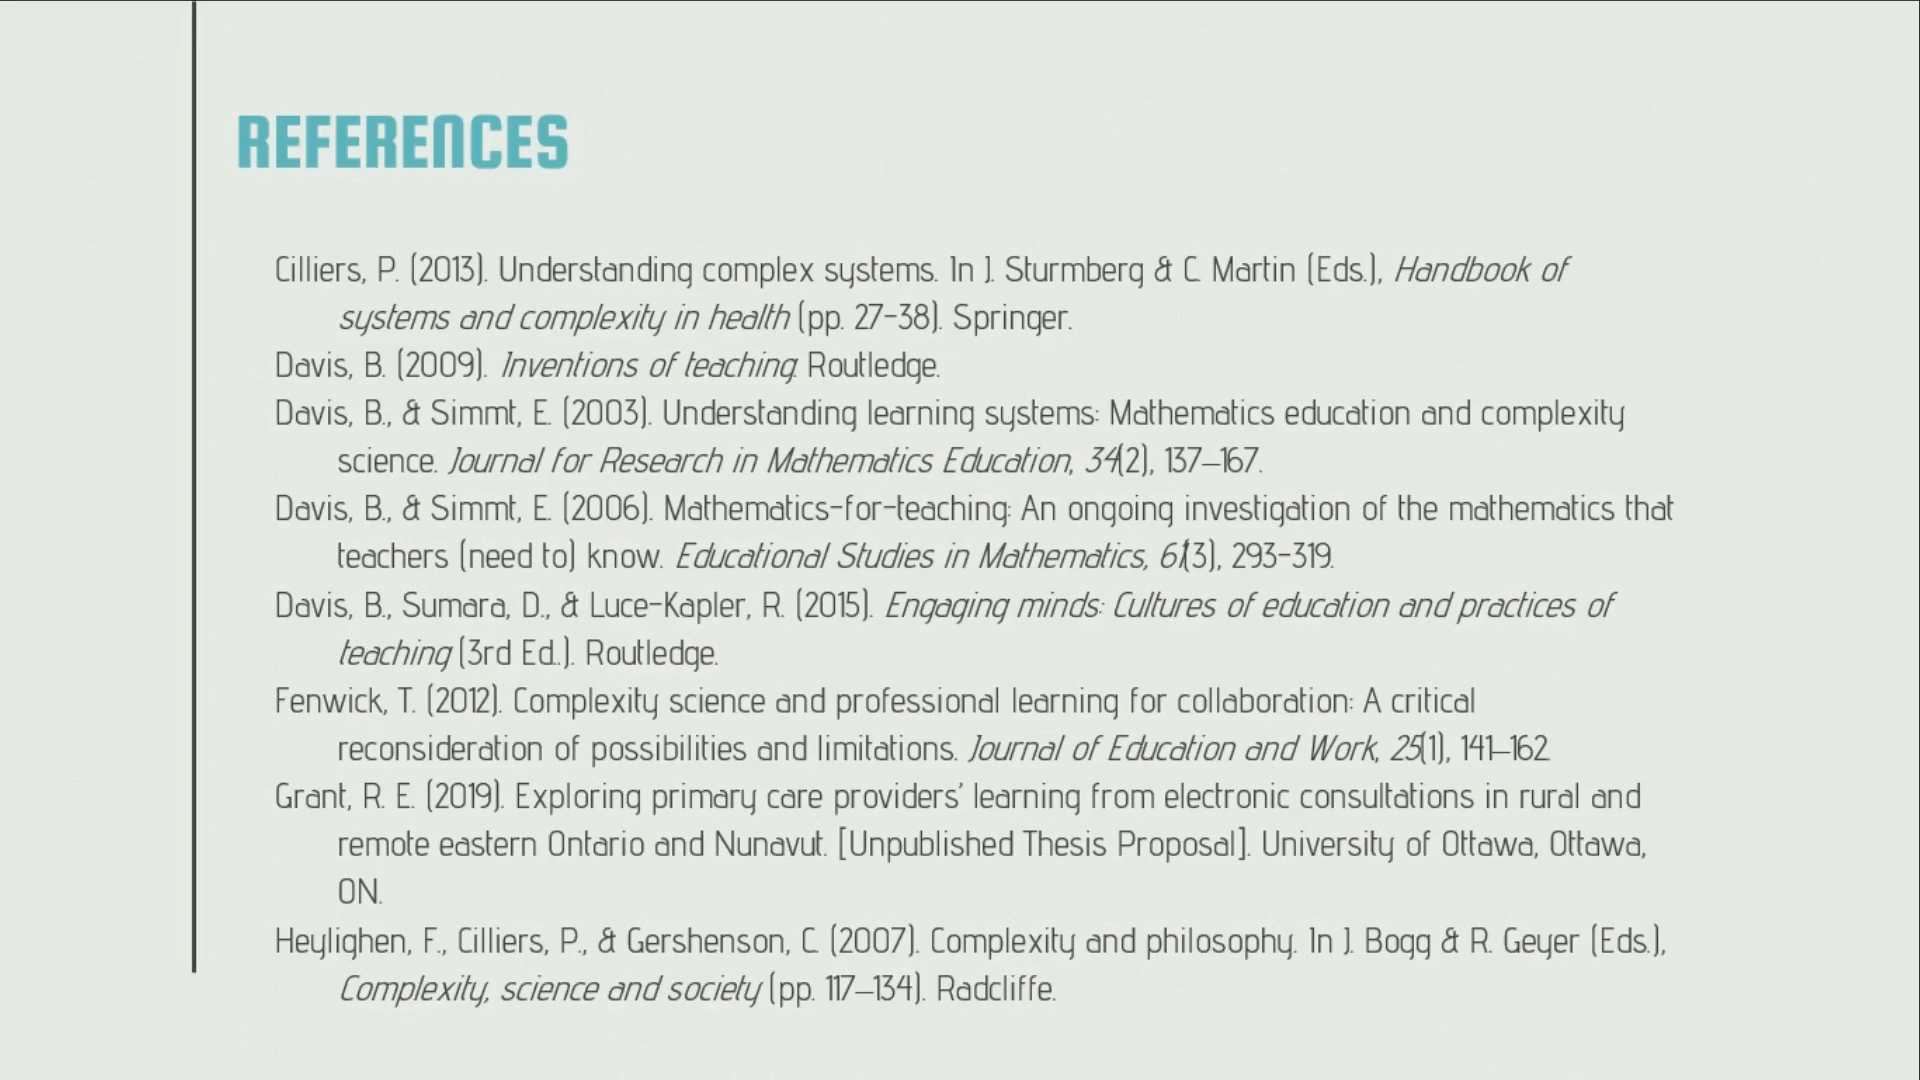 REFERENCES
Cilliers, P. (2013). Understanding complex systems. In J. Sturmberg & C. Martin (Eds.), Handbook of
systems and complexity in health (pp. 27-38). Springer.
Davis, B. (2009). Inventions of teaching. Routledge.
Davis, B., & Simmt, E. (2003). Understanding learning systems: Mathematics education and complexity
science. Journal for Research in Mathematics Education, 34(2), 137–167.
Davis, B., & Simmt, E. (2006). Mathematics-for-teaching: An ongoing investigation of the mathematics that
teachers (need to) know. Educational Studies in Mathematics, 61(3), 293-319.
Davis, B., Sumara, D., & Luce-Kapler, R. (2015). Engaging minds: Cultures of education and practices of
teaching (3rd Ed.). Routledge.
Fenwick, T. (2012). Complexity science and professional learning for collaboration: A critical
reconsideration of possibilities and limitations. Journal of Education and Work, 25(1), 141–162
Grant, R. E. (2019). Exploring primary care providers’ learning from electronic consultations in rural and
remote eastern Ontario and Nunavut. [Unpublished Thesis Proposal]. University of Ottawa, Ottawa,
ON.
Heylighen, F., Cilliers, P., & Gershenson, C. (2007). Complexity and philosophy. In J. Bogg & R. Geyer (Eds.),
Complexity, science and society (pp. 117–134). Radcliffe.